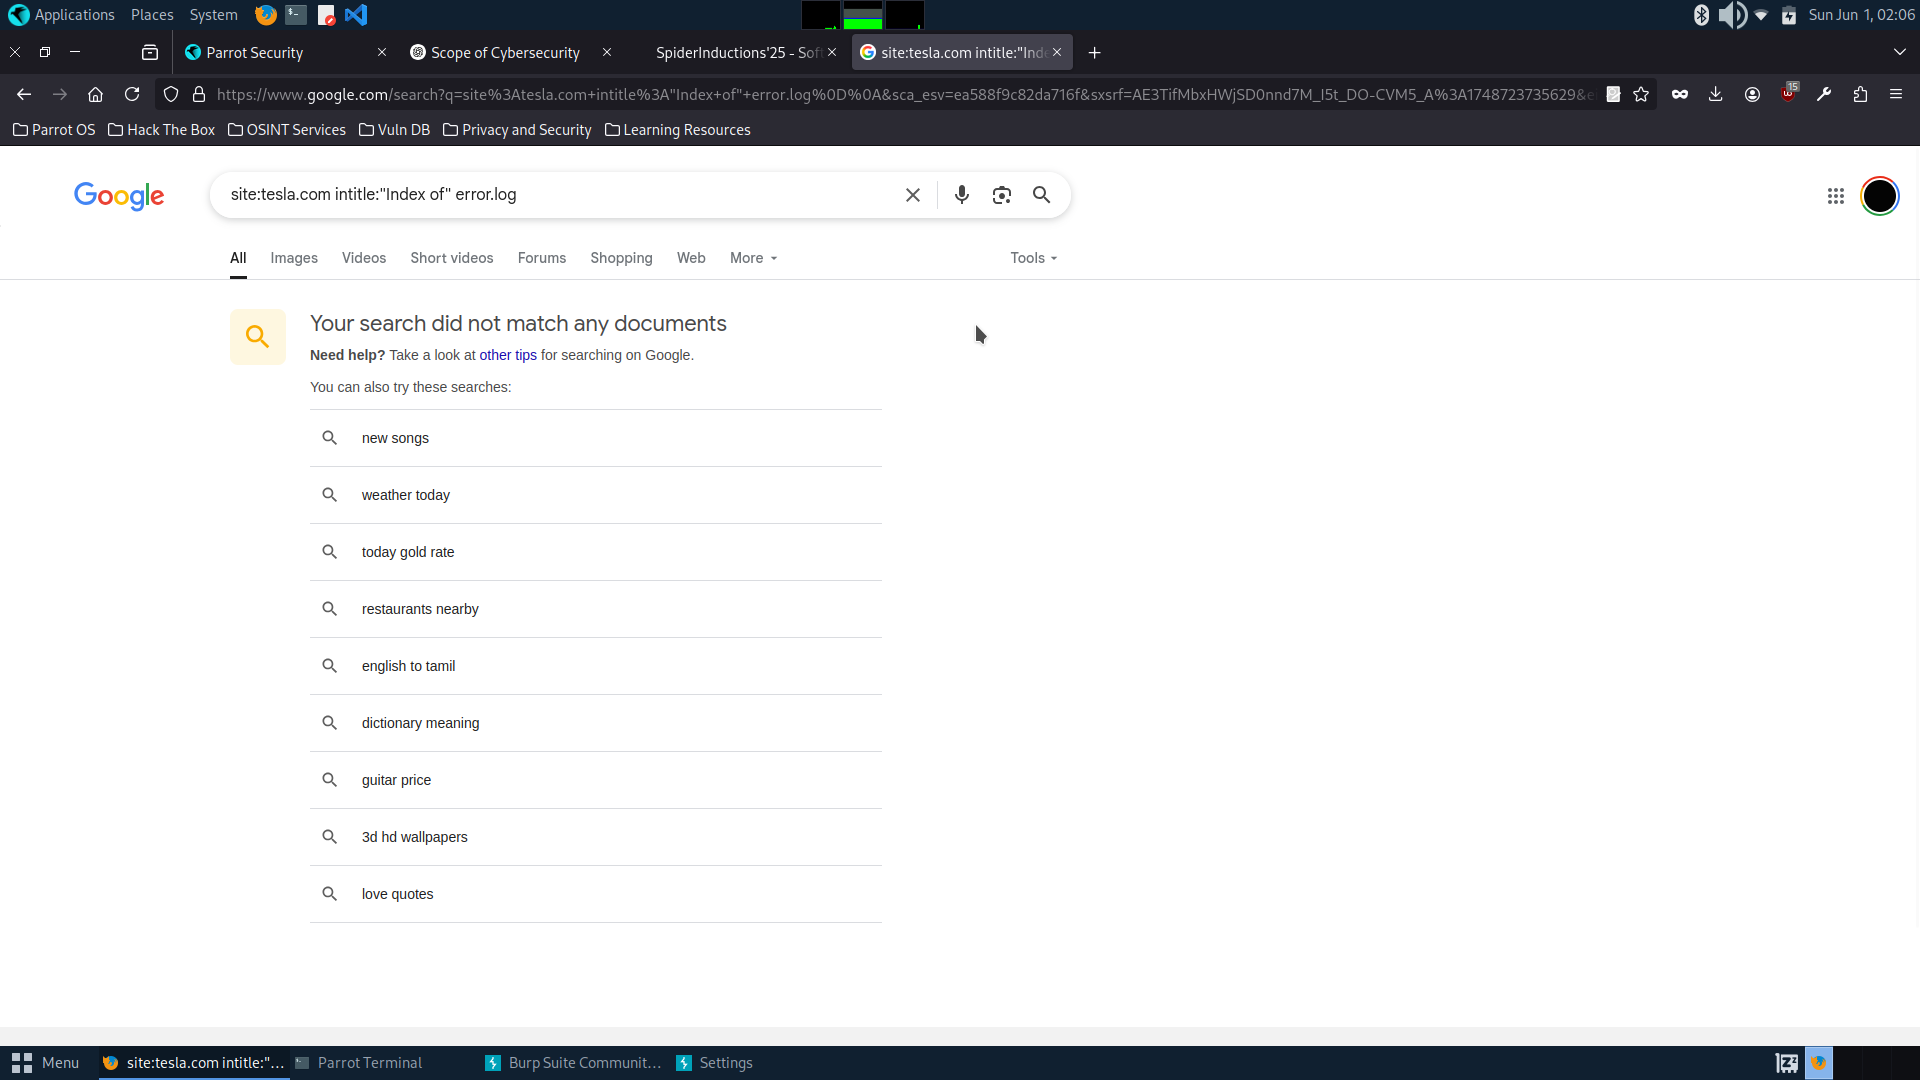 Applications Places System Sun Jun 1, 02:06
Parrot Security Scope of Cybersecurity SpiderInductions'25 - Soft site:tesla.com intitle:"Inde
https://www.google.com/search?q=site%3Atesla.com+intitle%3A"Index+of"+error.log%0D%0A&sca_esv=ea588f9c82da716f&sxsrf=AE3TifMbxHWjSD0nnd7M_I5t_DO-CVM5_A%3A1748723735629&e 15
Parrot OS Hack The Box OSINT Services Vuln DB Privacy and Security Learning Resources
Google site:tesla.com intitle:"Index of" error.log
All Images Videos Short videos Forums Shopping Web More Tools
Your search did not match any documents
Need help? Take a look at other tips for searching on Google.
You can also try these searches:
new songs
weather today
today gold rate
restaurants nearby
english to tamil
dictionary meaning
guitar price
3d hd wallpapers
love quotes
Menu site:tesla.com intitle:"... Parrot Terminal Burp Suite Communit... Settings